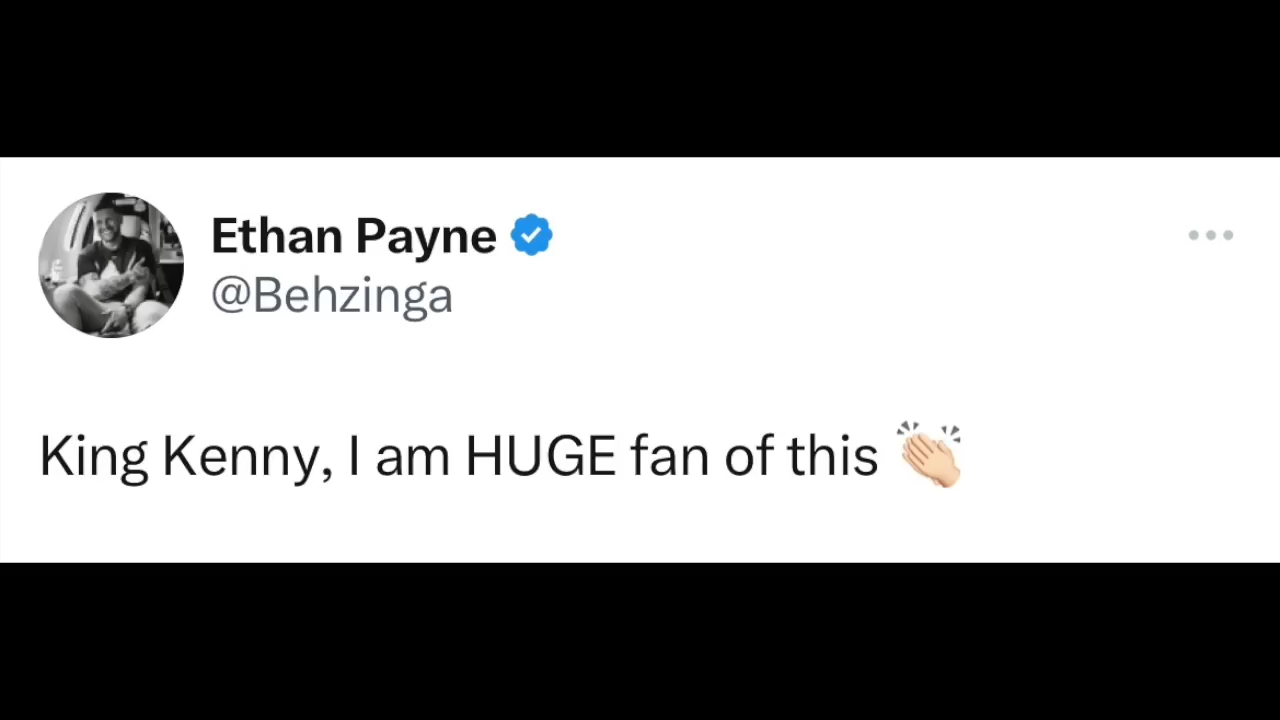 Ethan Payne
@Behzinga
King Kenny, I am HUGE fan of this 👏🏻